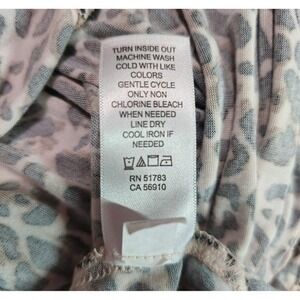 TURN INSIDE OUT
MACHINE WASH
COLD WITH LIKE
COLORS
GENTLE CYCLE
ONLY NON
CHLORINE BLEACH
WHEN NEEDED
LINE DRY
COOL IRON IF
NEEDED
RN 51783
CA 56910